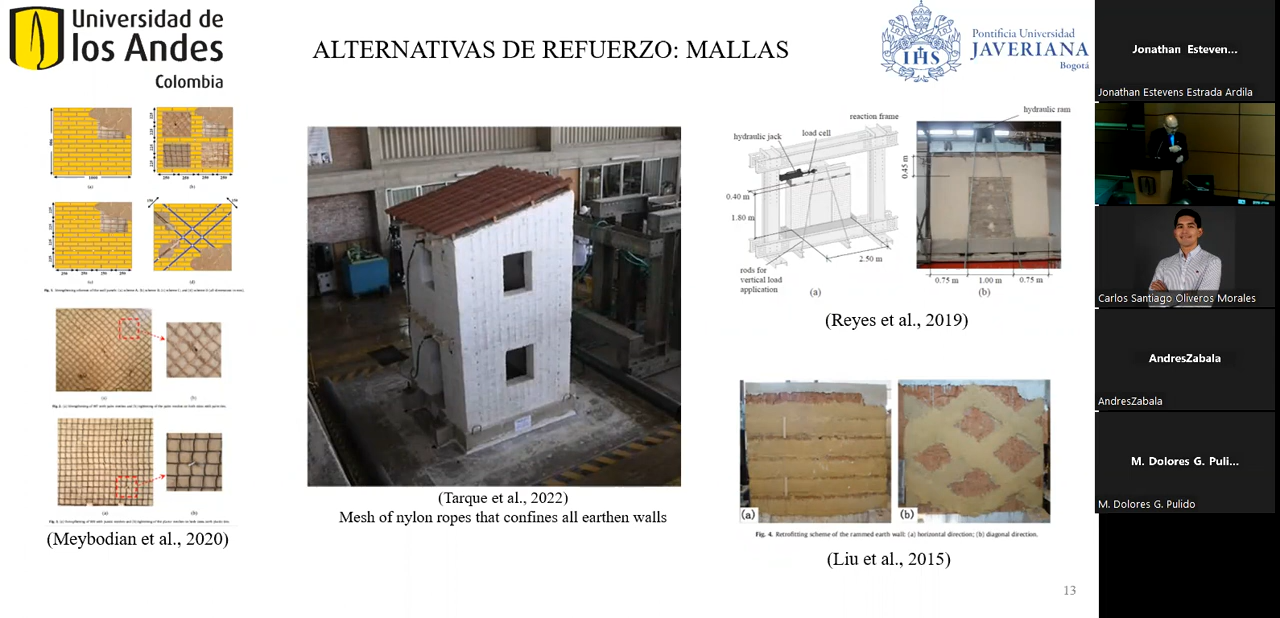 Universidad de
los Andes
Colombia
ALTERNATIVAS DE REFUERZO: MALLAS
IHS
Pontificia Universidad
JAVERIANA
Bogotá
(a)
(b)
(c)
(d)
(a)
(b)
(a)
(b)
(Meybodian et al., 2020)
(Tarque et al., 2022)
Mesh of nylon ropes that confines all earthen walls
hydraulic ram
reaction frame
hydraulic jack
load cell
0.40 m
1.80 m
2.50 m
rods for
vertical load
application
(a)
0.45 m
0.75 m
1.00 m
0.75 m
(b)
(Reyes et al., 2019)
(a)
(b)
Fig. 4. Retrofitting scheme of the rammed earth wall: (a) horizontal direction; (b) diagonal direction.
(Liu et al., 2015)
13
Jonathan Esteven...
Jonathan Estevens Estrada Ardila
Carlos Santiago Oliveros Morales
AndresZabala
AndresZabala
M. Dolores G. Puli...
M. Dolores G. Pulido